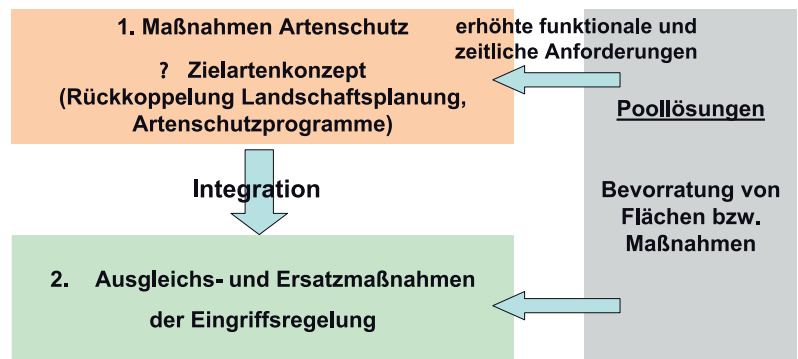 1. Maßnahmen Artenschutz
? Zielartenkonzept
(Rückkoppelung Landschaftsplanung,
Artenschutzprogramme)
erhöhte funktionale und
zeitliche Anforderungen
Poollösungen
Bevorratung von
Flächen bzw.
Maßnahmen
Integration
2. Ausgleichs- und Ersatzmaßnahmen
der Eingriffsregelung